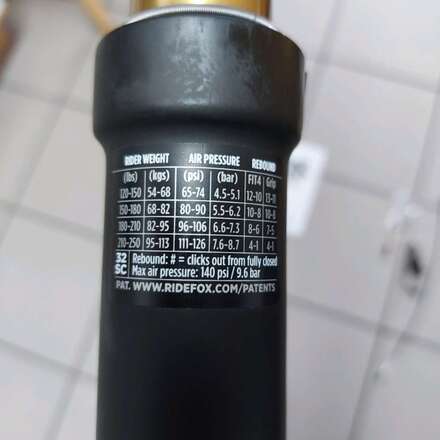 RIDER WEIGHT AIR PRESSURE REBOUND
(lbs) (kgs) (psi) (bar) FIT4 Grip
120-150 54-68 65-74 4.5-5.1 12-10 13-11
150-180 68-82 80-90 5.5-6.2 10-8 10-8
180-210 82-95 96-106 6.6-7.3 8-6 7-5
210-250 95-113 111-126 7.6-8.7 4-1 4-1
32 SC Rebound: # = clicks out from fully closed
Max air pressure: 140 psi / 9.6 bar
PAT. WWW.RIDEFOX.COM/PATENTS